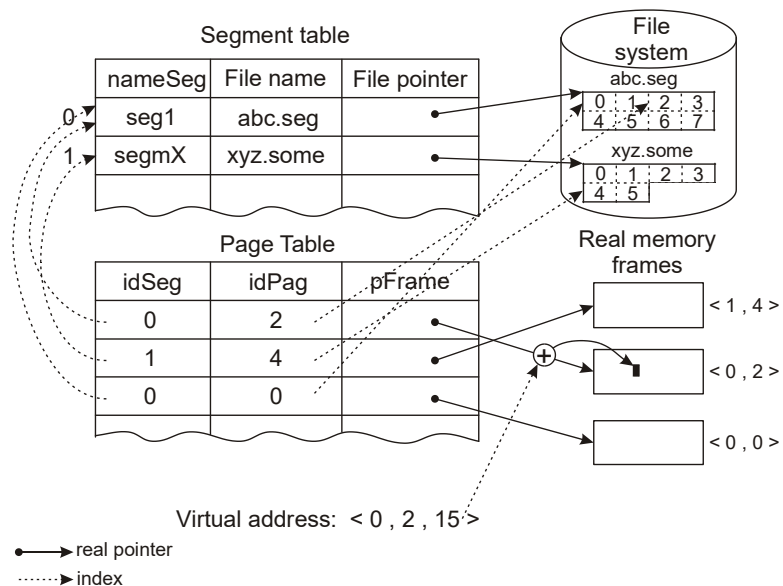 Segment table
nameSeg File name File pointer
0 seg1 abc.seg
1 segmX xyz.some
File
system
abc.seg
0 1 2 3
4 5 6 7
xyz.some
0 1 2 3
4 5
Page Table
idSeg idPag pFrame
0 2
1 4
0 0
Real memory
frames
< 1 , 4 >
+
< 0 , 2 >
< 0 , 0 >
Virtual address: < 0 , 2 , 15 >
real pointer
index